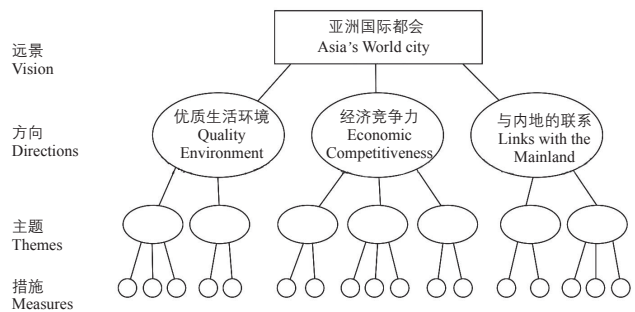 亚洲国际都会
Asia's World city
远景
Vision
优质生活环境
Quality
Environment
经济竞争力
Economic
Competitiveness
与内地的联系
Links with the
Mainland
方向
Directions
主题
Themes
措施
Measures